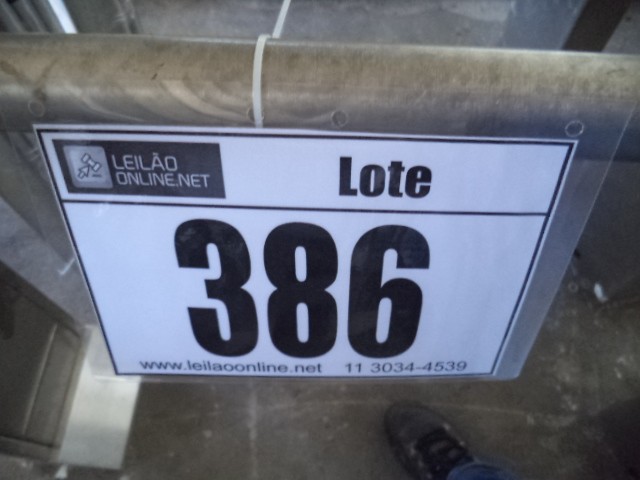 LEILÃO
ONLINE.NET
Lote
386
www.leilaoonline.net 11 3034-4539